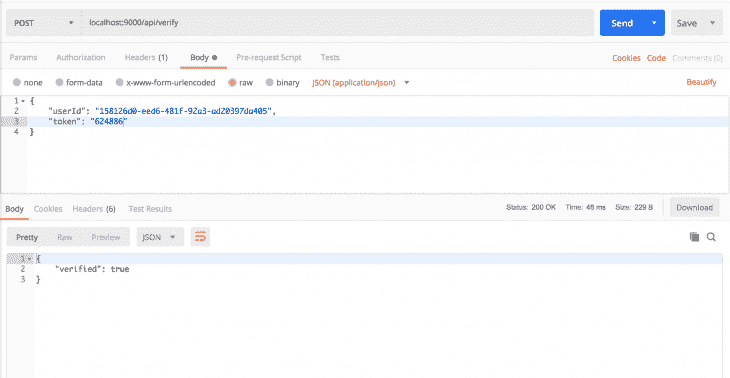 POST localhost:9000/api/verify Send Save
Params Authorization Headers (1) Body Pre-request Script Tests Cookies Code Comments (0)
none form-data x-www-form-urlencoded raw binary JSON (application/json) Beautify
1 {
2 "userId": "158126d0-eed6-481f-92a3-ad20397da405",
3 "token": "624886"
4 }
Body Cookies Headers (6) Test Results Status: 200 OK Time: 46 ms Size: 229 B Download
Pretty Raw Preview JSON
1 {
2 "verified": true
3 }